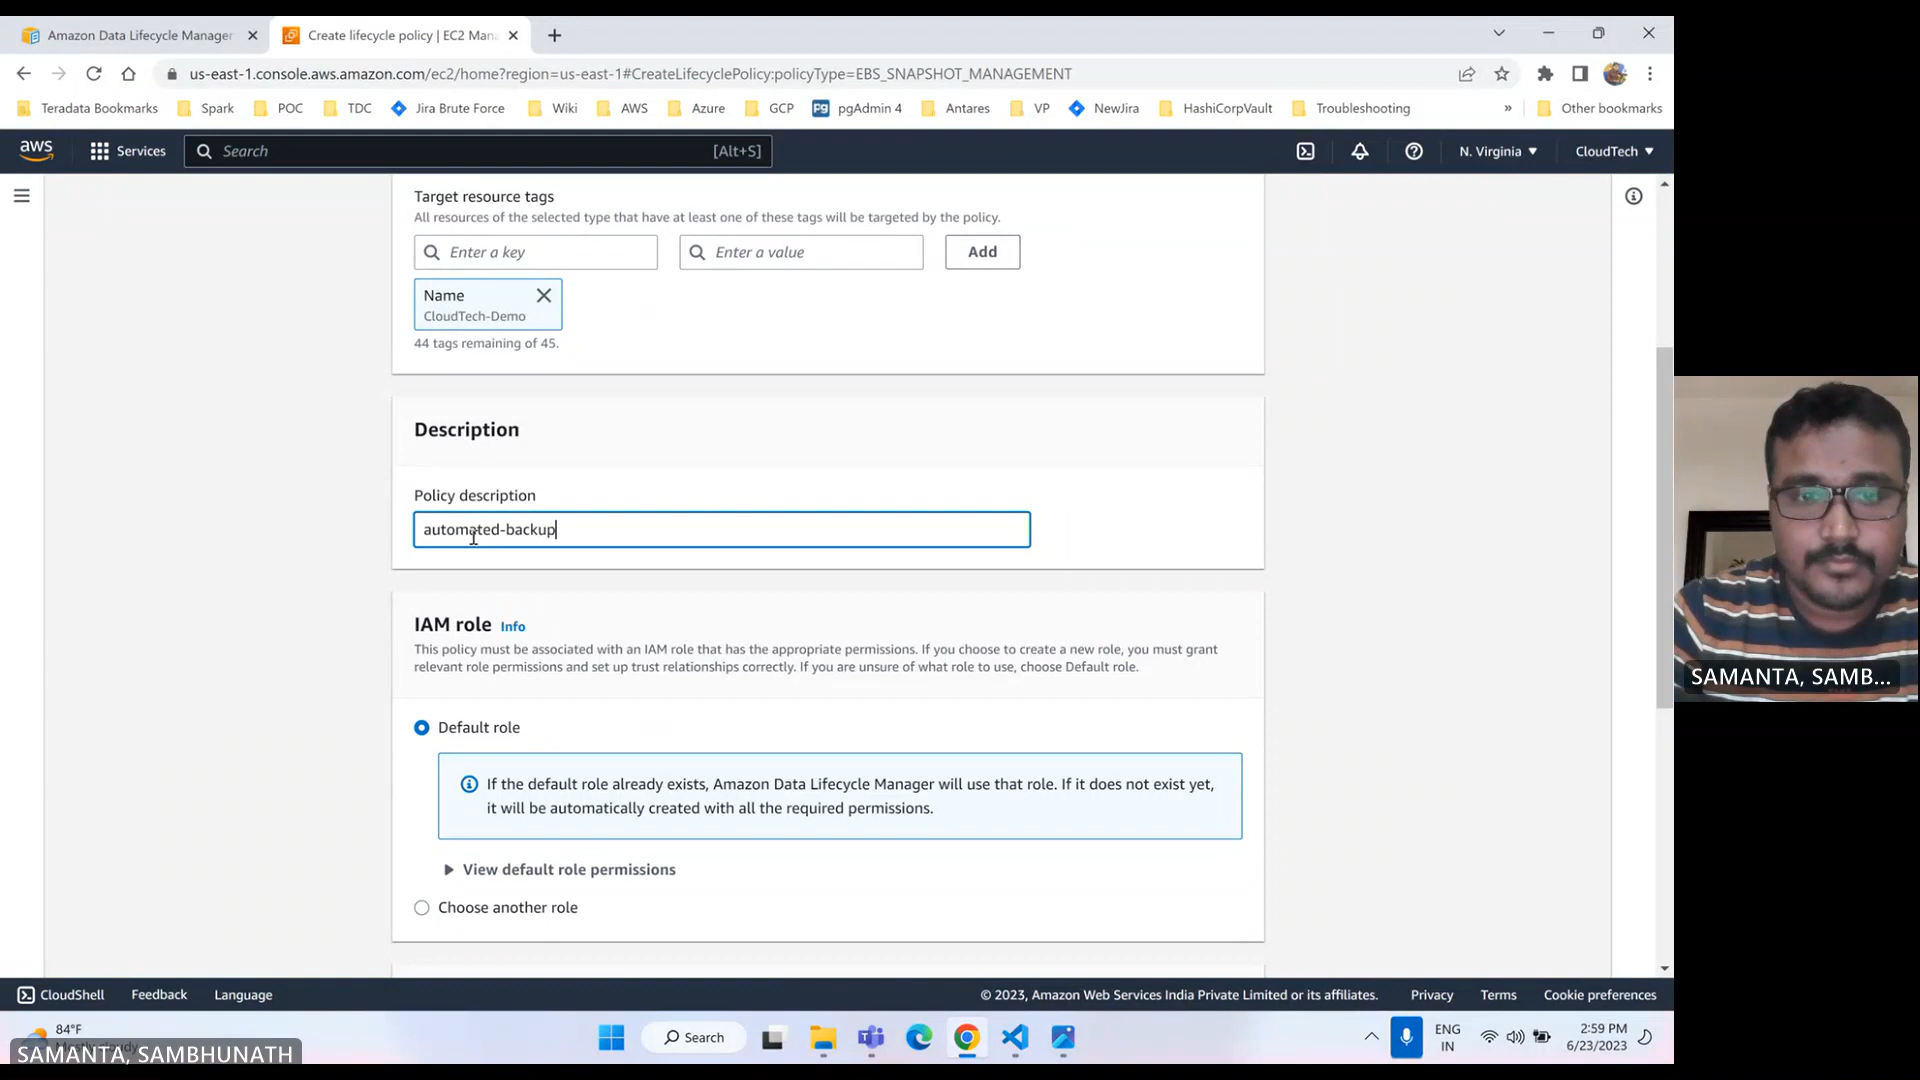 Amazon Data Lifecycle Manager
Create lifecycle policy | EC2 Man
us-east-1.console.aws.amazon.com/ec2/home?region=us-east-1#CreateLifecyclePolicy:policyType=EBS_SNAPSHOT_MANAGEMENT
Teradata Bookmarks Spark POC TDC Jira Brute Force Wiki AWS Azure GCP pgAdmin 4 Antares VP NewJira HashiCorpVault Troubleshooting » Other bookmarks
aws Services Search [Alt+S] N. Virginia CloudTech
Target resource tags
All resources of the selected type that have at least one of these tags will be targeted by the policy.
Enter a key Enter a value Add
Name
CloudTech-Demo
44 tags remaining of 45.
Description
Policy description
automated-backup
IAM role Info
This policy must be associated with an IAM role that has the appropriate permissions. If you choose to create a new role, you must grant
relevant role permissions and set up trust relationships correctly. If you are unsure of what role to use, choose Default role.
Default role
If the default role already exists, Amazon Data Lifecycle Manager will use that role. If it does not exist yet,
it will be automatically created with all the required permissions.
View default role permissions
Choose another role
SAMANTA, SAMB...
CloudShell Feedback Language © 2023, Amazon Web Services India Private Limited or its affiliates. Privacy Terms Cookie preferences
84°F
Search
ENG
IN
2:59 PM
6/23/2023
SAMANTA, SAMBHUNATH